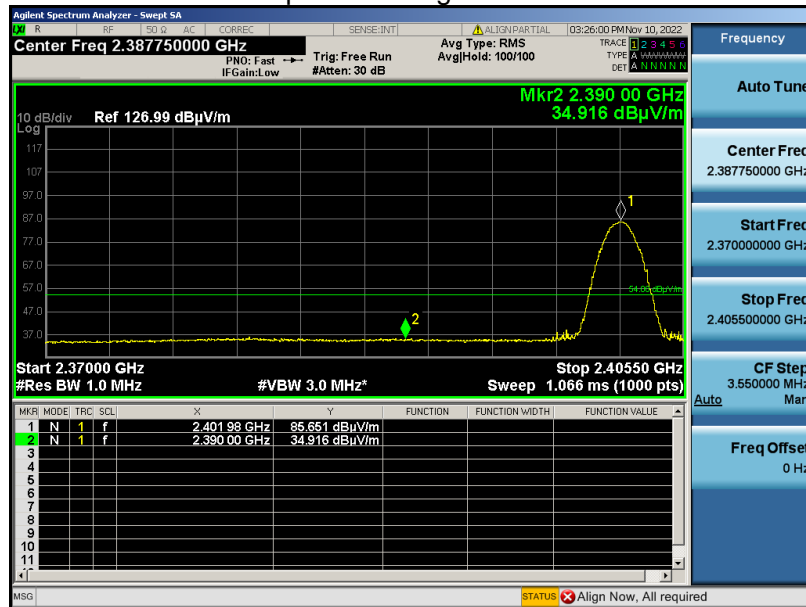 Agilent Spectrum Analyzer - Swept SA
LXI R RF 50 Ω AC CORREC SENSE:INT ALIGN PARTIAL 03:26:00 PM Nov 10, 2022
Center Freq 2.387750000 GHz
PNO: Fast
IFGain:Low
Trig: Free Run
#Atten: 30 dB
Avg Type: RMS
Avg|Hold: 100/100
TRACE 1 2 3 4 5 6
TYPE A WWWWW
DET A N N N N N
Mkr2 2.390 00 GHz
34.916 dBµV/m
10 dB/div
Log
Ref 126.99 dBµV/m
117
107
97.0
87.0
77.0
67.0
57.0
47.0
37.0
1
2
Start 2.37000 GHz
Stop 2.40550 GHz
#Res BW 1.0 MHz
#VBW 3.0 MHz*
Sweep 1.066 ms (1000 pts)
MKR MODE TRC SCL X Y FUNCTION FUNCTION WIDTH FUNCTION VALUE
1 N 1 f 2.401 98 GHz 85.651 dBµV/m
2 N 1 f 2.390 00 GHz 34.916 dBµV/m
3
4
5
6
7
8
9
10
11
MSG
STATUS Align Now, All required
Frequency
Auto Tune
Center Freq
2.387750000 GHz
Start Freq
2.370000000 GHz
Stop Freq
2.405500000 GHz
CF Step
3.550000 MHz
Auto Man
Freq Offset
0 Hz